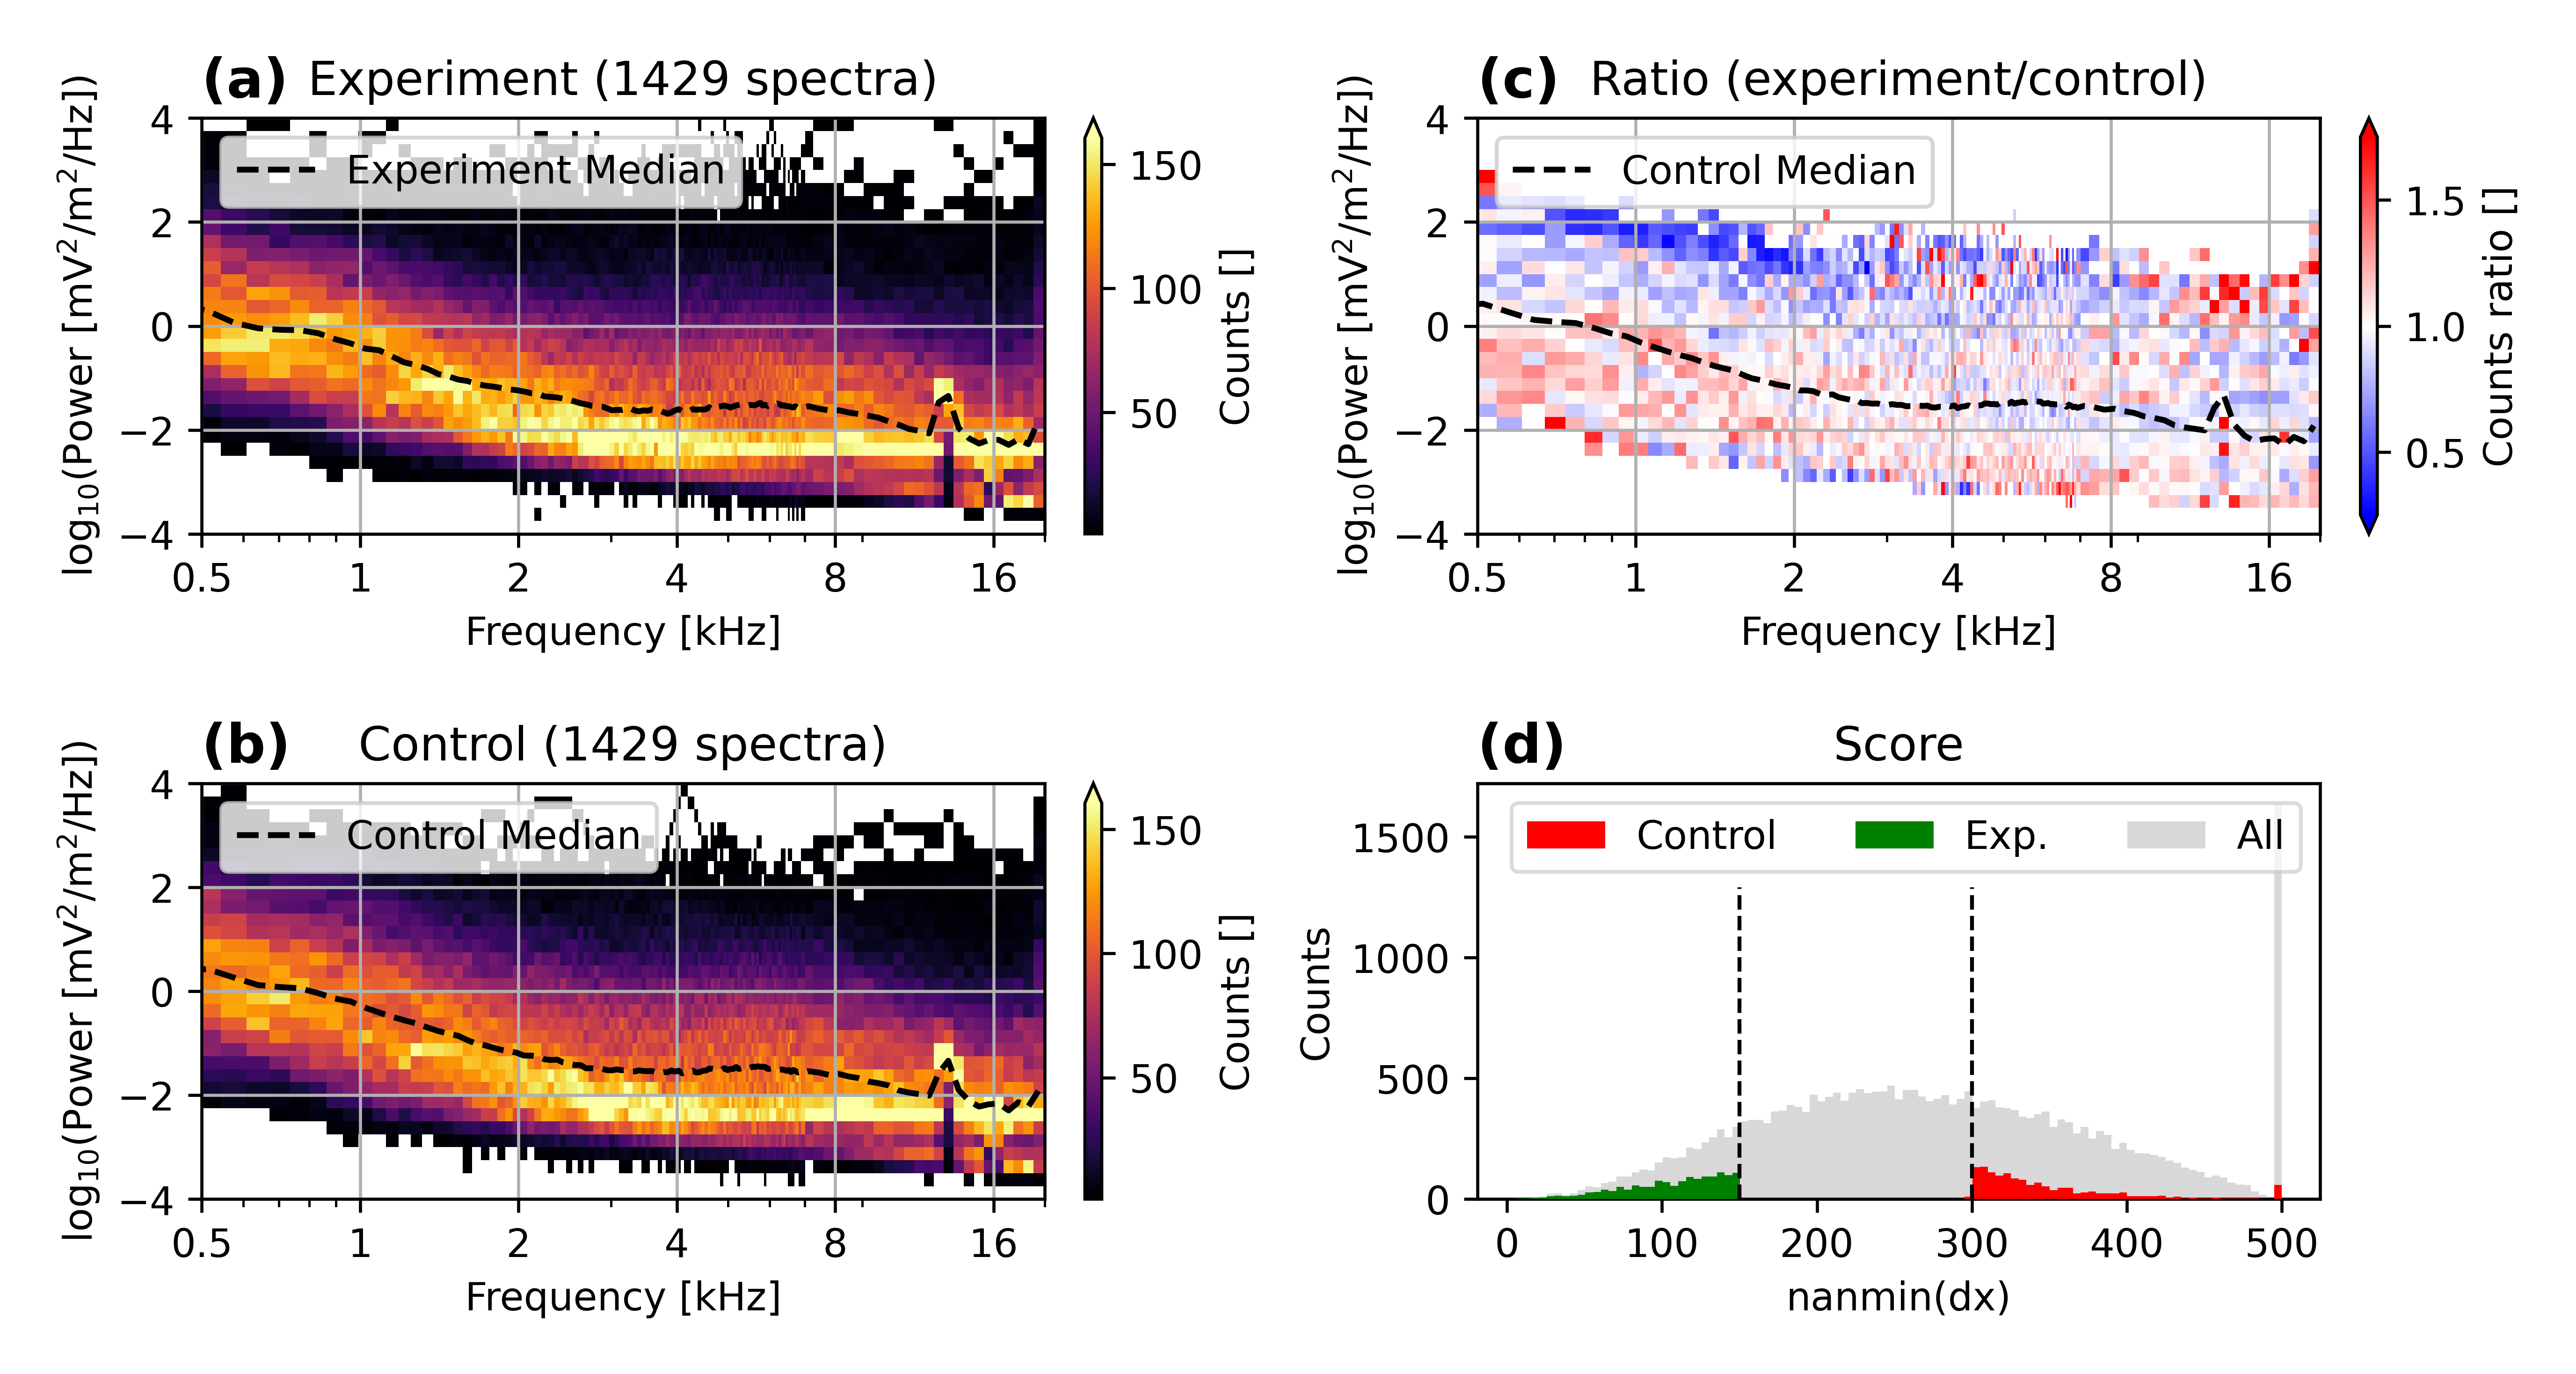 (a) Experiment (1429 spectra)
log₁₀(Power [mV²/m²/Hz])
4
2
0
−2
−4
Experiment Median
0.5 1 2 4 8 16
Frequency [kHz]
150
100
50
Counts []
(c) Ratio (experiment/control)
log₁₀(Power [mV²/m²/Hz])
4
2
0
−2
−4
Control Median
0.5 1 2 4 8 16
Frequency [kHz]
1.5
1.0
0.5
Counts ratio []
(b) Control (1429 spectra)
log₁₀(Power [mV²/m²/Hz])
4
2
0
−2
−4
Control Median
0.5 1 2 4 8 16
Frequency [kHz]
150
100
50
Counts []
(d) Score
Counts
1500
1000
500
0
Control Exp. All
0 100 200 300 400 500
nanmin(dx)